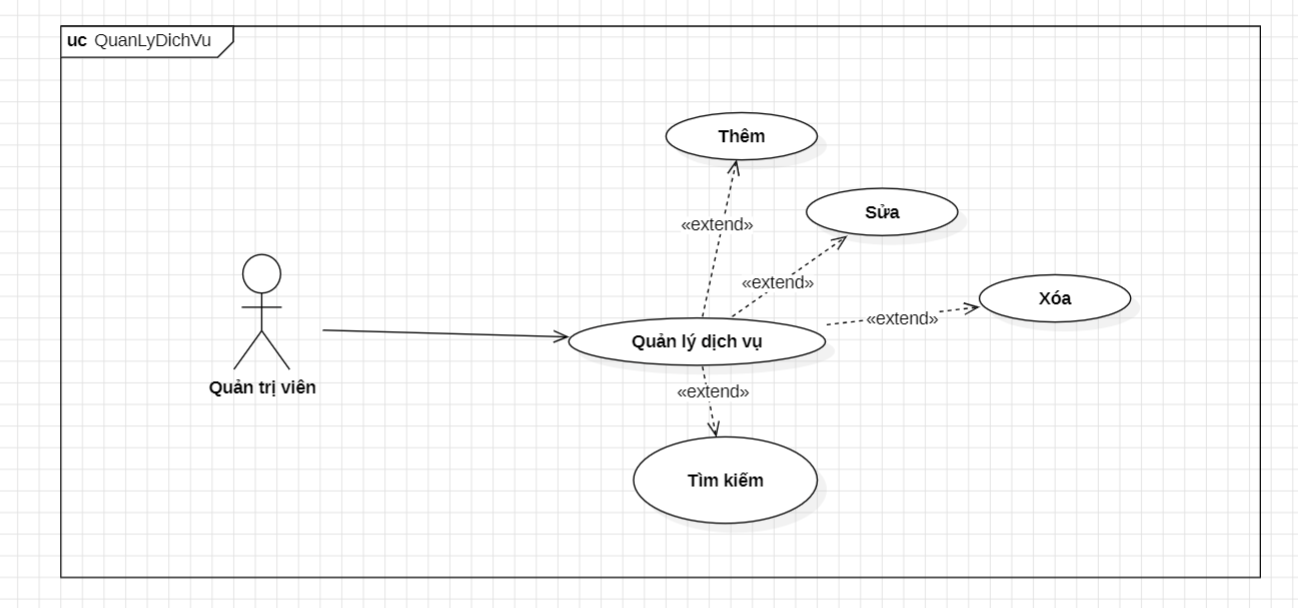 uc QuanLyDichVu
Thêm
«extend»
Sửa
«extend»
Xóa
«extend»
Quản lý dịch vụ
Quản trị viên
«extend»
Tìm kiếm